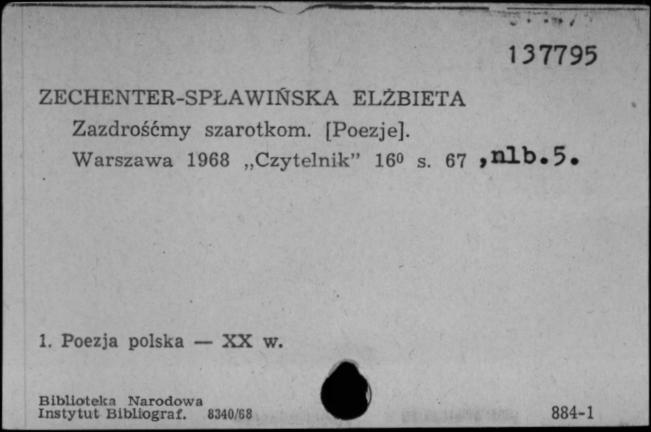 137795
ZECHENTER-SPŁAWIŃSKA ELŻBIETA
Zazdrośćmy szarotkom. [Poezje].
Warszawa 1968 „Czytelnik” 16⁰ s. 67 ,nlb.5.
1. Poezja polska — XX w.
Biblioteka Narodowa
Instytut Bibliograf. 8340/68
884-1